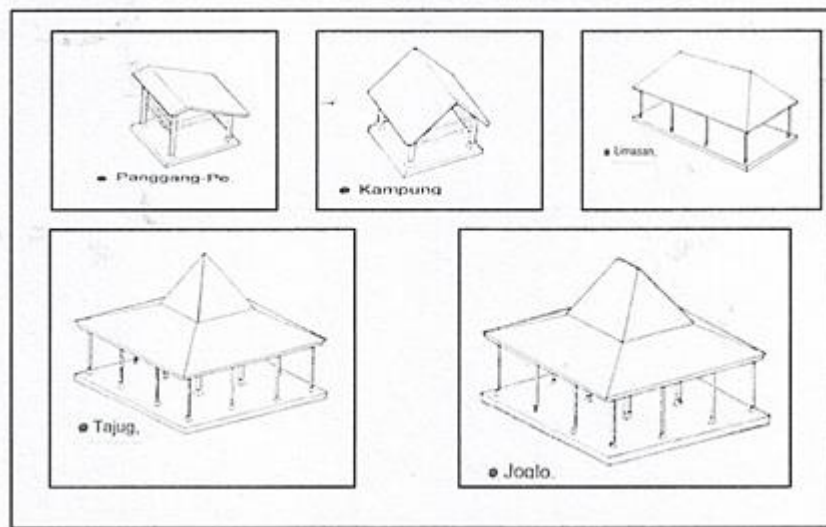 Panggang-Pe.
Kampung
Limasan.
Tajug.
Joglo.